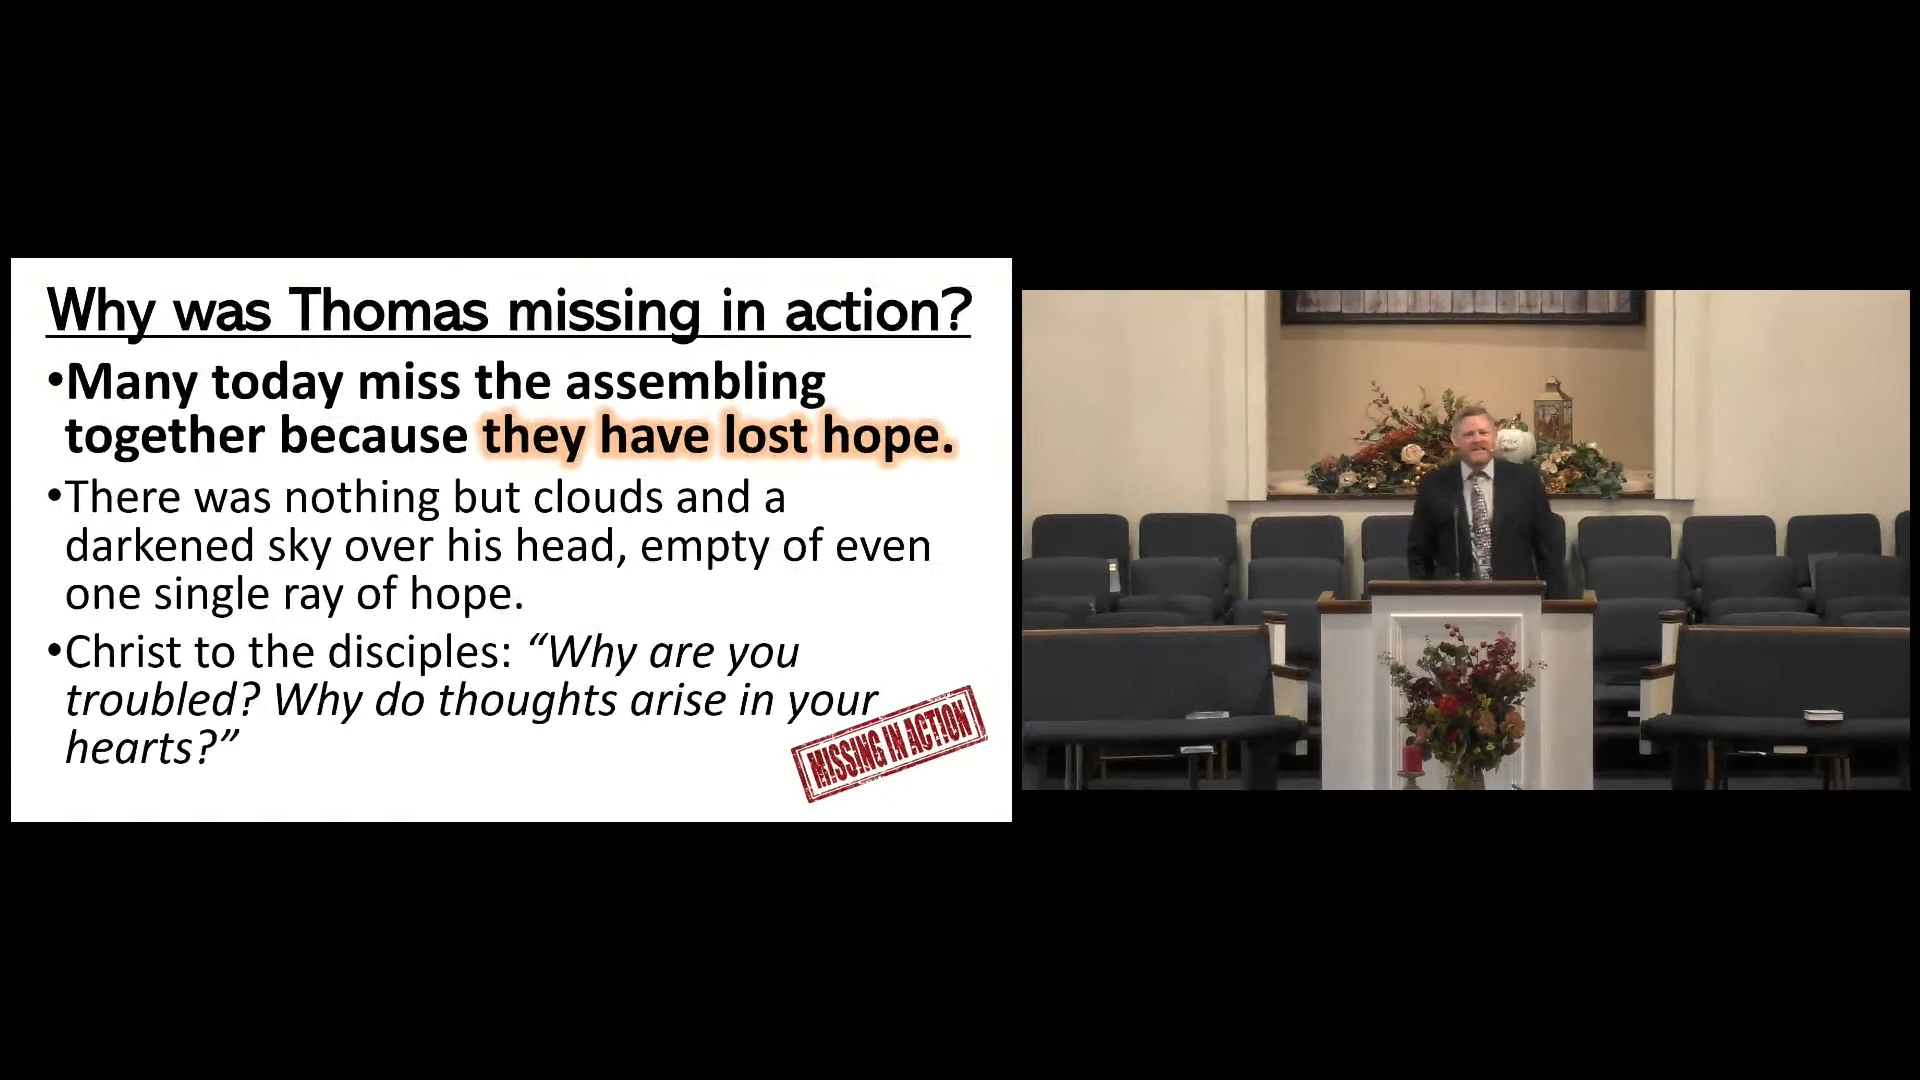 Why was Thomas missing in action?
•Many today miss the assembling
together because they have lost hope.
•There was nothing but clouds and a
darkened sky over his head, empty of even
one single ray of hope.
•Christ to the disciples: “Why are you
troubled? Why do thoughts arise in your
hearts?”
MISSING IN ACTION